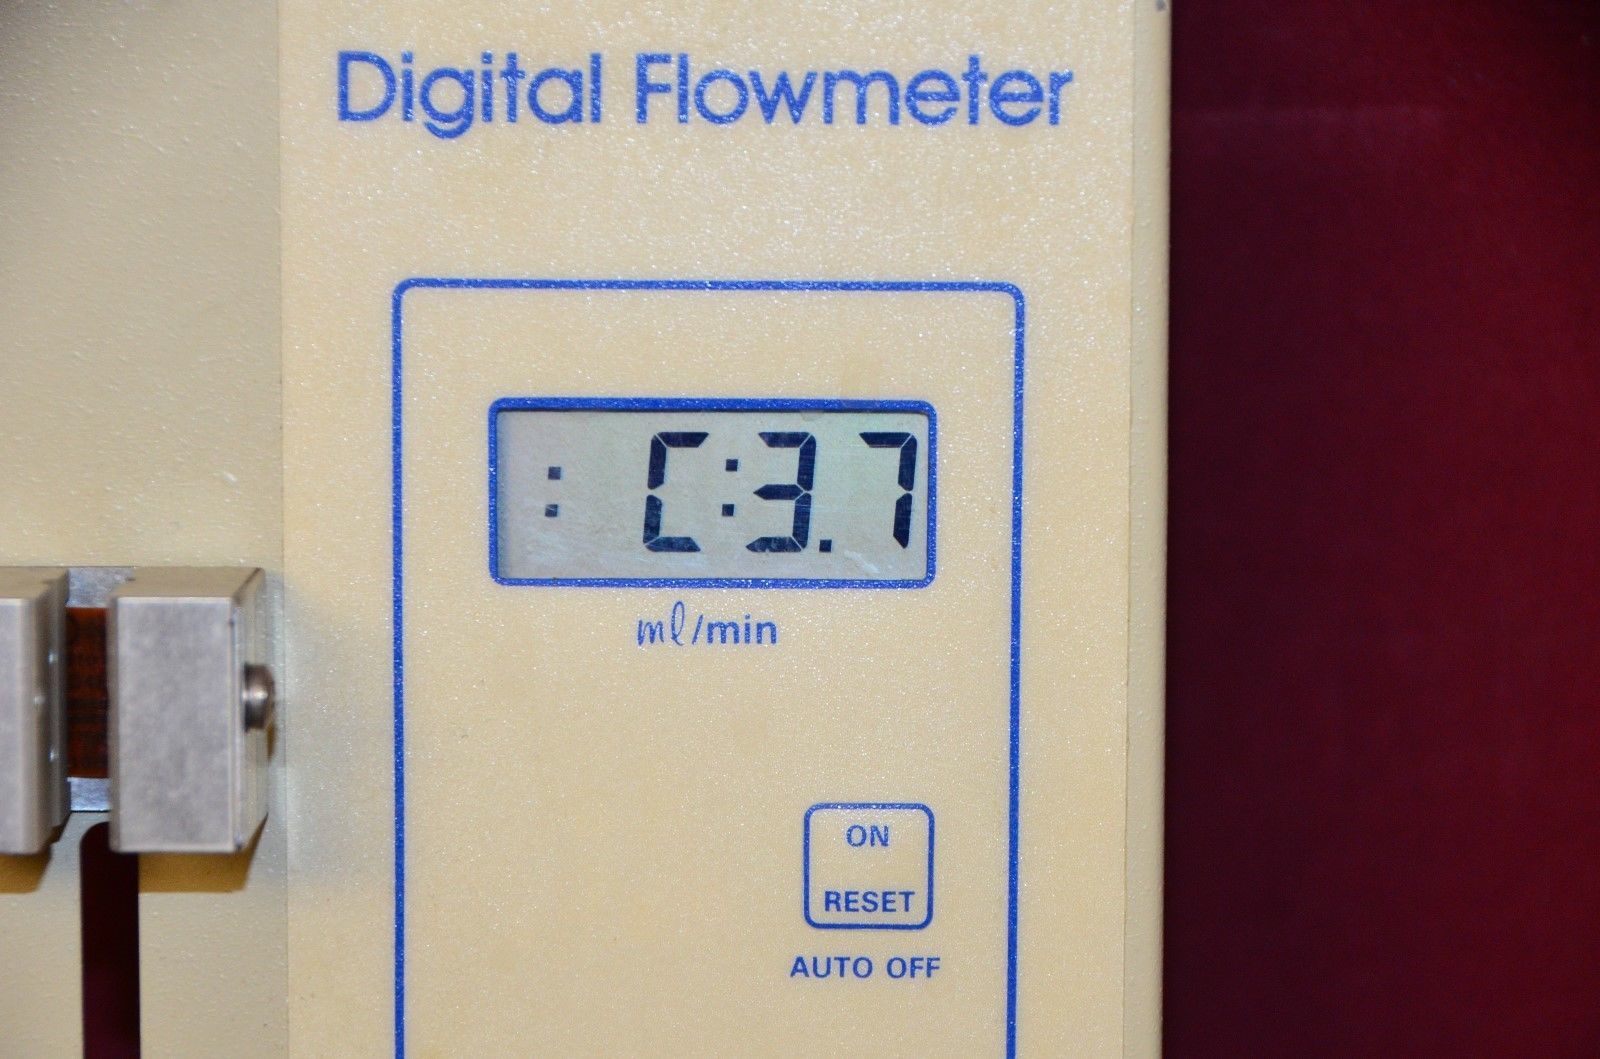 Digital Flowmeter
: C:3.7
ml/min
ON
RESET
AUTO OFF